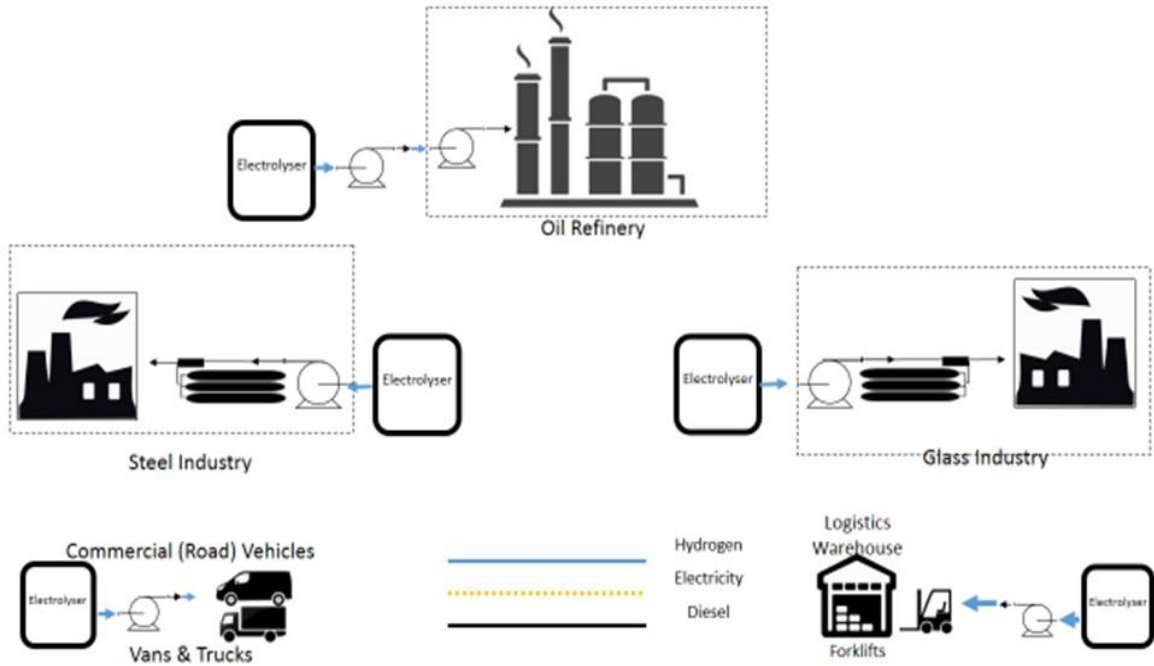 Electrolyser
Oil Refinery
Electrolyser
Steel Industry
Electrolyser
Glass Industry
Commercial (Road) Vehicles
Electrolyser
Vans & Trucks
Hydrogen
Electricity
Diesel
Logistics
Warehouse
Forklifts
Electrolyser